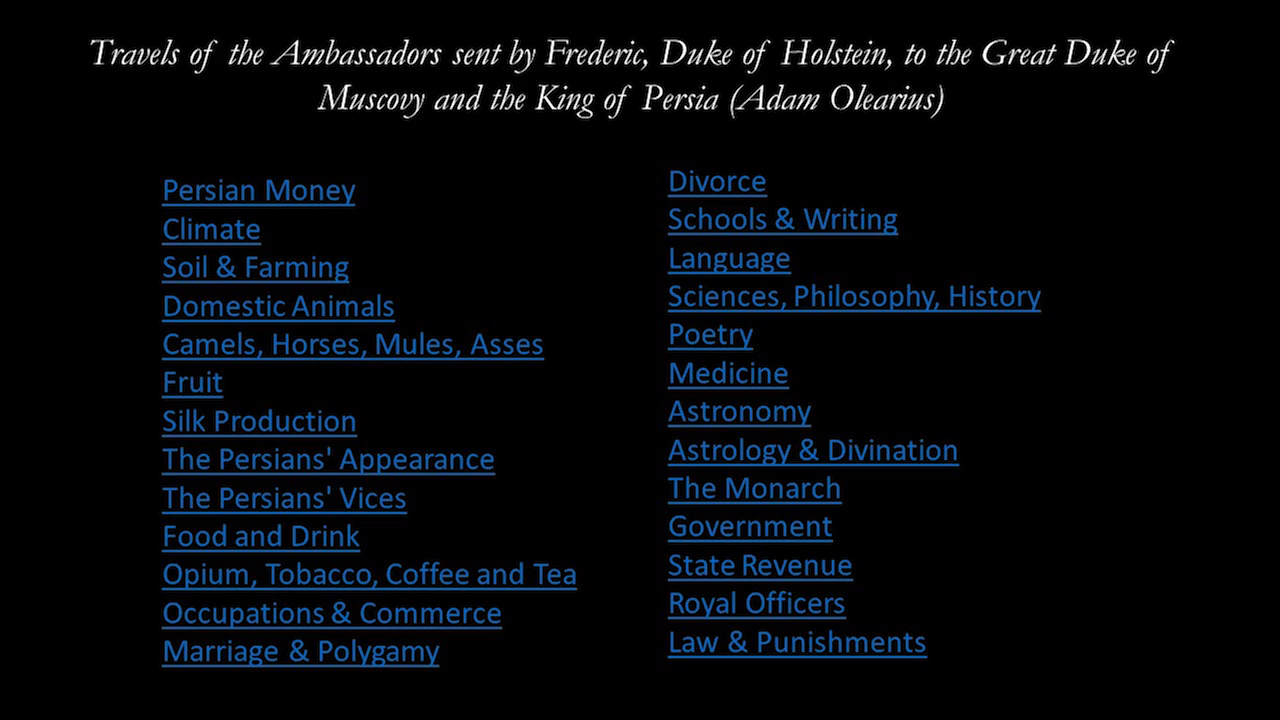 Travels of the Ambassadors sent by Frederic, Duke of Holstein, to the Great Duke of
Muscovy and the King of Persia (Adam Olearius)
Persian Money
Climate
Soil & Farming
Domestic Animals
Camels, Horses, Mules, Asses
Fruit
Silk Production
The Persians' Appearance
The Persians' Vices
Food and Drink
Opium, Tobacco, Coffee and Tea
Occupations & Commerce
Marriage & Polygamy
Divorce
Schools & Writing
Language
Sciences, Philosophy, History
Poetry
Medicine
Astronomy
Astrology & Divination
The Monarch
Government
State Revenue
Royal Officers
Law & Punishments